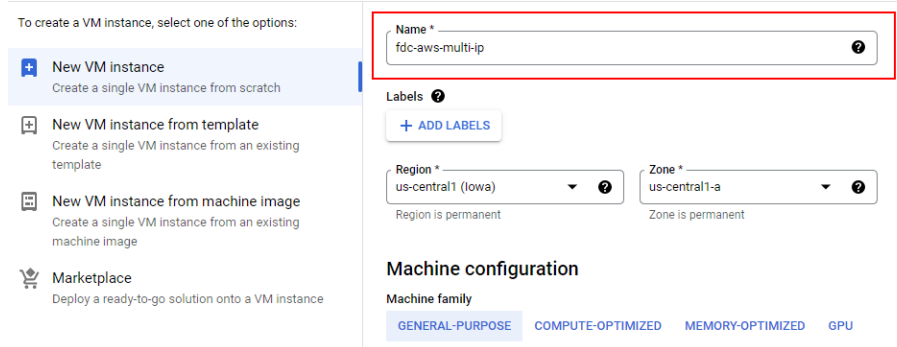 To create a VM instance, select one of the options:
New VM instance
Create a single VM instance from scratch
New VM instance from template
Create a single VM instance from an existing
template
New VM instance from machine image
Create a single VM instance from an existing
machine image
Marketplace
Deploy a ready-to-go solution onto a VM instance
Name *
fdc-aws-multi-ip
Labels
ADD LABELS
Region *
us-central1 (Iowa)
Region is permanent
Zone *
us-central1-a
Zone is permanent
Machine configuration
Machine family
GENERAL-PURPOSE COMPUTE-OPTIMIZED MEMORY-OPTIMIZED GPU